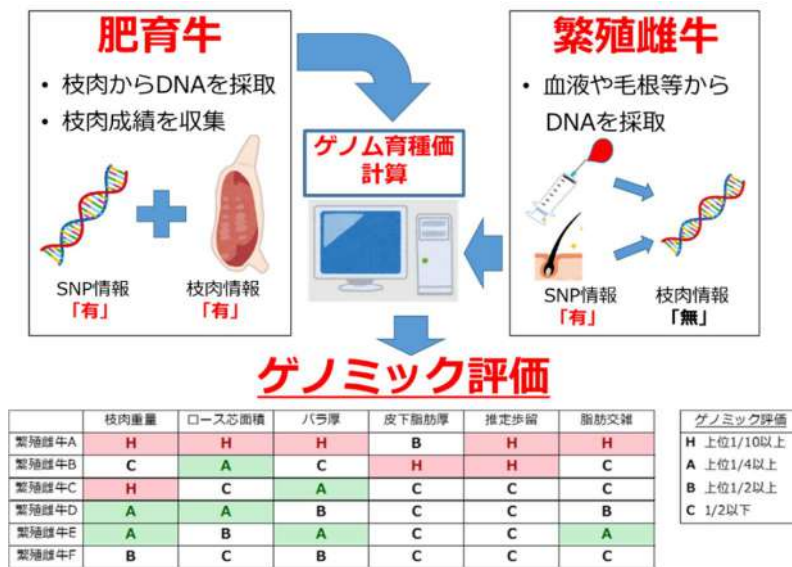 肥育牛
• 枝肉からDNAを採取
• 枝肉成績を収集
SNP情報
「有」
枝肉情報
「有」
ゲノム育種価
計算
繁殖雌牛
• 血液や毛根等から
DNAを採取
SNP情報
「有」
枝肉情報
「無」
ゲノミック評価
枝肉重量 ロース芯面積 バラ厚 皮下脂肪厚 推定歩留 脂肪交雑
繁殖雌牛A H H H B H H
繁殖雌牛B C A C H H C
繁殖雌牛C H C A C C C
繁殖雌牛D A A B C C B
繁殖雌牛E A B A C C A
繁殖雌牛F B C B C C C
ゲノミック評価
H 上位1/10以上
A 上位1/4以上
B 上位1/2以上
C 1/2以下